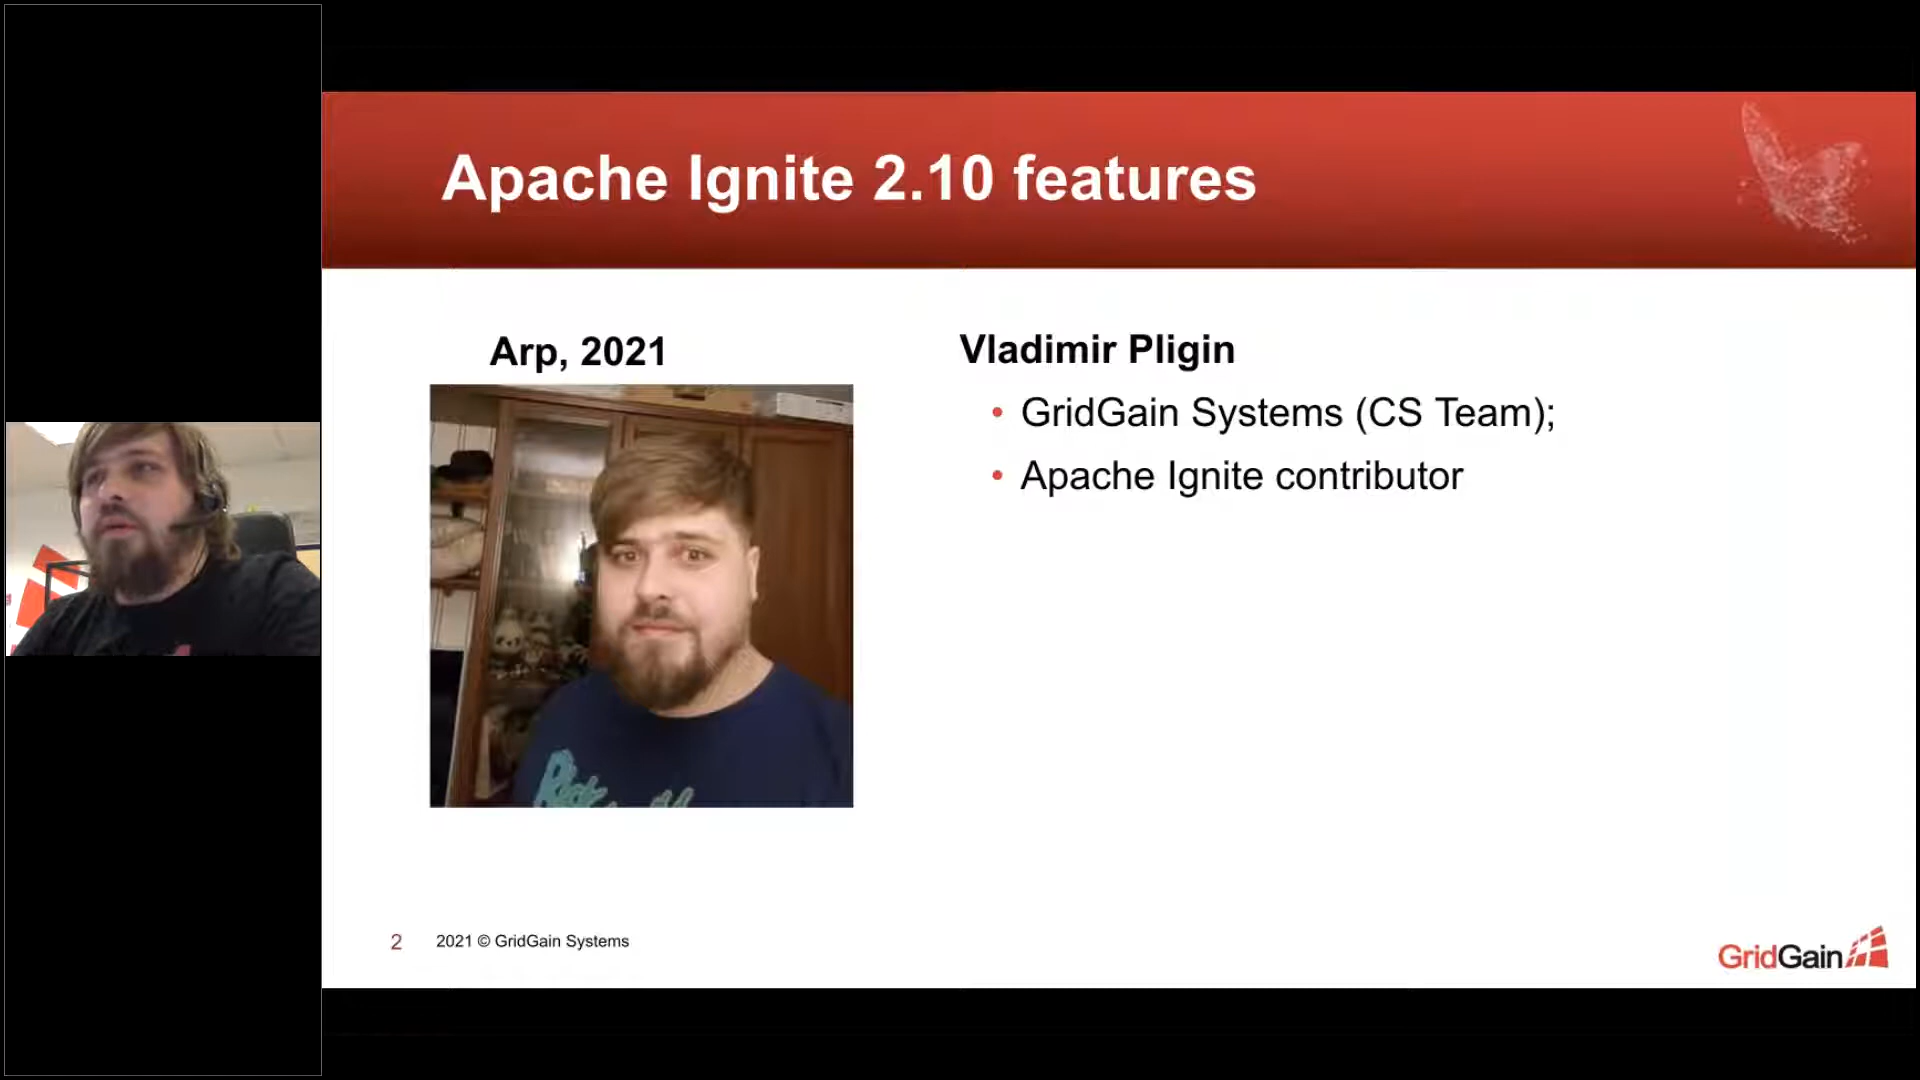 Apache Ignite 2.10 features
Arp, 2021
Vladimir Pligin
• GridGain Systems (CS Team);
• Apache Ignite contributor
2
2021 © GridGain Systems
GridGain